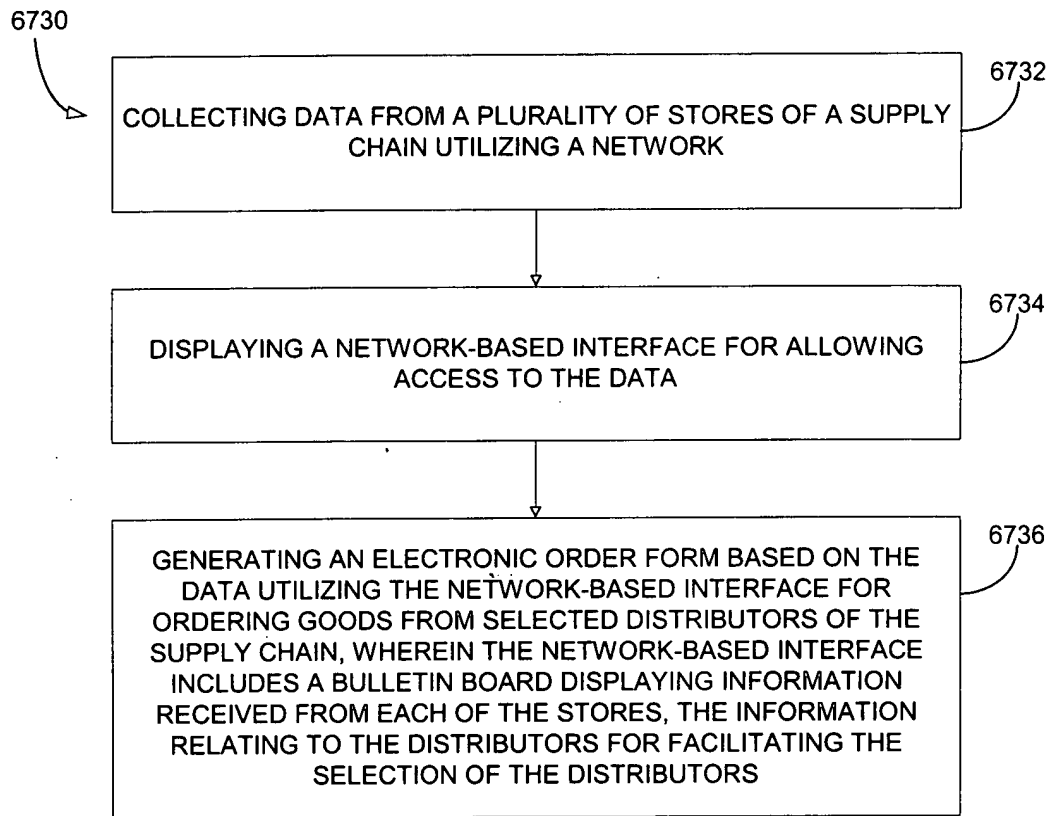 6730
6732
COLLECTING DATA FROM A PLURALITY OF STORES OF A SUPPLY
CHAIN UTILIZING A NETWORK
6734
DISPLAYING A NETWORK-BASED INTERFACE FOR ALLOWING
ACCESS TO THE DATA
6736
GENERATING AN ELECTRONIC ORDER FORM BASED ON THE
DATA UTILIZING THE NETWORK-BASED INTERFACE FOR
ORDERING GOODS FROM SELECTED DISTRIBUTORS OF THE
SUPPLY CHAIN, WHEREIN THE NETWORK-BASED INTERFACE
INCLUDES A BULLETIN BOARD DISPLAYING INFORMATION
RECEIVED FROM EACH OF THE STORES, THE INFORMATION
RELATING TO THE DISTRIBUTORS FOR FACILITATING THE
SELECTION OF THE DISTRIBUTORS